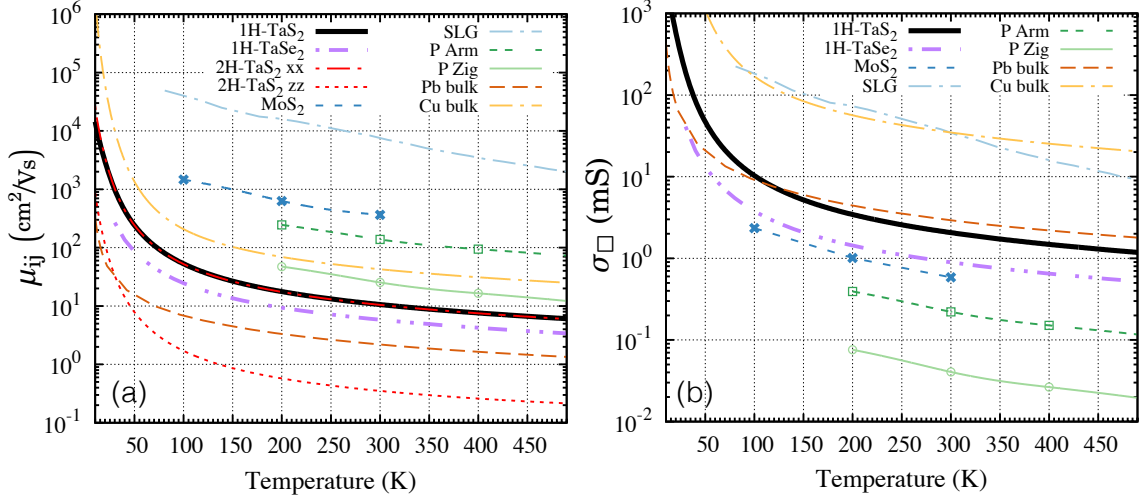 10^7
10^6
10^5
10^4
10^3
10^2
10^1
10^0
10^-1
μ_ij [cm²/Vs]
1H-TaS₂
1H-TaSe₂
2H-TaS₂ xx
2H-TaS₂ zz
MoS₂
SLG
P Arm
P Zig
Pb bulk
Cu bulk
(a)
50 100 150 200 250 300 350 400 450
Temperature (K)
10^3
10^2
10^1
10^0
10^-1
10^-2
σ□ (mS)
1H-TaS₂
1H-TaSe₂
MoS₂
SLG
P Arm
P Zig
Pb bulk
Cu bulk
(b)
50 100 150 200 250 300 350 400 450
Temperature (K)